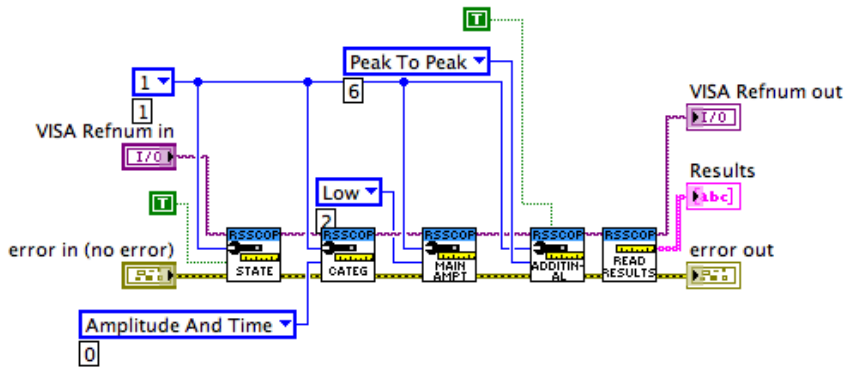 T
Peak To Peak
6
1
1
VISA Refnum in
I/O
VISA Refnum out
I/O
Results
abc
T
Low
2
error in (no error)
RSSCOP
STATE
RSSCOP
CATEG
RSSCOP
MAIN
AMPT
RSSCOP
ADDITIN-
AL
RSSCOP
READ
RESULTS
error out
Amplitude And Time
0